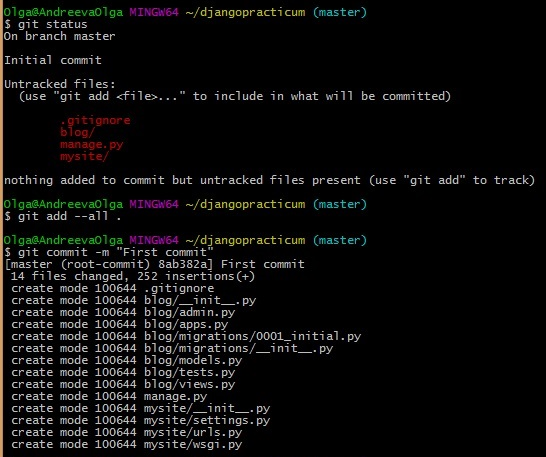 Olga@AndreevaOlga MINGW64 ~/djangopracticum (master)
$ git status
On branch master
Initial commit
Untracked files:
  (use "git add <file>..." to include in what will be committed)
        .gitignore
        blog/
        manage.py
        mysite/
nothing added to commit but untracked files present (use "git add" to track)
Olga@AndreevaOlga MINGW64 ~/djangopracticum (master)
$ git add --all .
Olga@AndreevaOlga MINGW64 ~/djangopracticum (master)
$ git commit -m "First commit"
[master (root-commit) 8ab382a] First commit
 14 files changed, 252 insertions(+)
 create mode 100644 .gitignore
 create mode 100644 blog/__init__.py
 create mode 100644 blog/admin.py
 create mode 100644 blog/apps.py
 create mode 100644 blog/migrations/0001_initial.py
 create mode 100644 blog/migrations/__init__.py
 create mode 100644 blog/models.py
 create mode 100644 blog/tests.py
 create mode 100644 blog/views.py
 create mode 100644 manage.py
 create mode 100644 mysite/__init__.py
 create mode 100644 mysite/settings.py
 create mode 100644 mysite/urls.py
 create mode 100644 mysite/wsgi.py